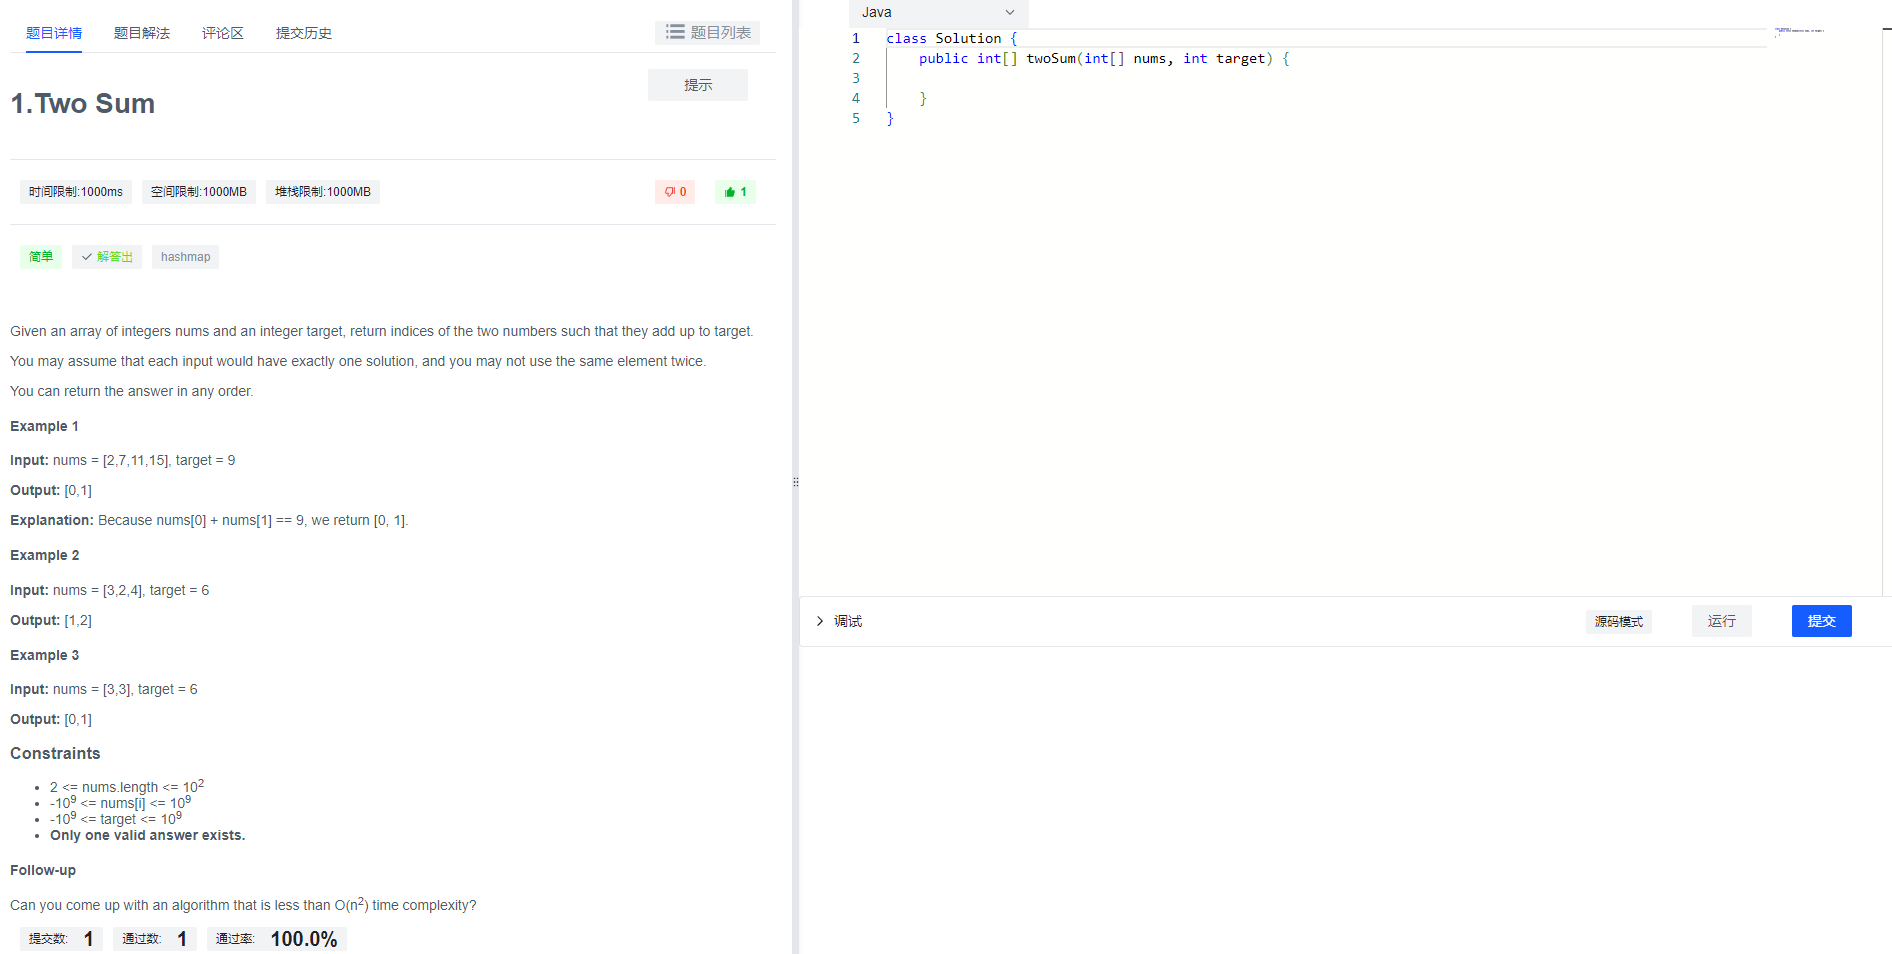 题目详情 题目解法 评论区 提交历史 题目列表
提示
1.Two Sum
时间限制:1000ms 空间限制:1000MB 堆栈限制:1000MB 0 1
简单 解答出 hashmap
Given an array of integers nums and an integer target, return indices of the two numbers such that they add up to target.
You may assume that each input would have exactly one solution, and you may not use the same element twice.
You can return the answer in any order.
Example 1
Input: nums = [2,7,11,15], target = 9
Output: [0,1]
Explanation: Because nums[0] + nums[1] == 9, we return [0, 1].
Example 2
Input: nums = [3,2,4], target = 6
Output: [1,2]
Example 3
Input: nums = [3,3], target = 6
Output: [0,1]
Constraints
• 2 <= nums.length <= 10²
• -10⁹ <= nums[i] <= 10⁹
• -10⁹ <= target <= 10⁹
• Only one valid answer exists.
Follow-up
Can you come up with an algorithm that is less than O(n²) time complexity?
提交数: 1 通过数: 1 通过率: 100.0%
Java
1 class Solution {
2     public int[] twoSum(int[] nums, int target) {
3
4     }
5 }
调试 源码模式 运行 提交